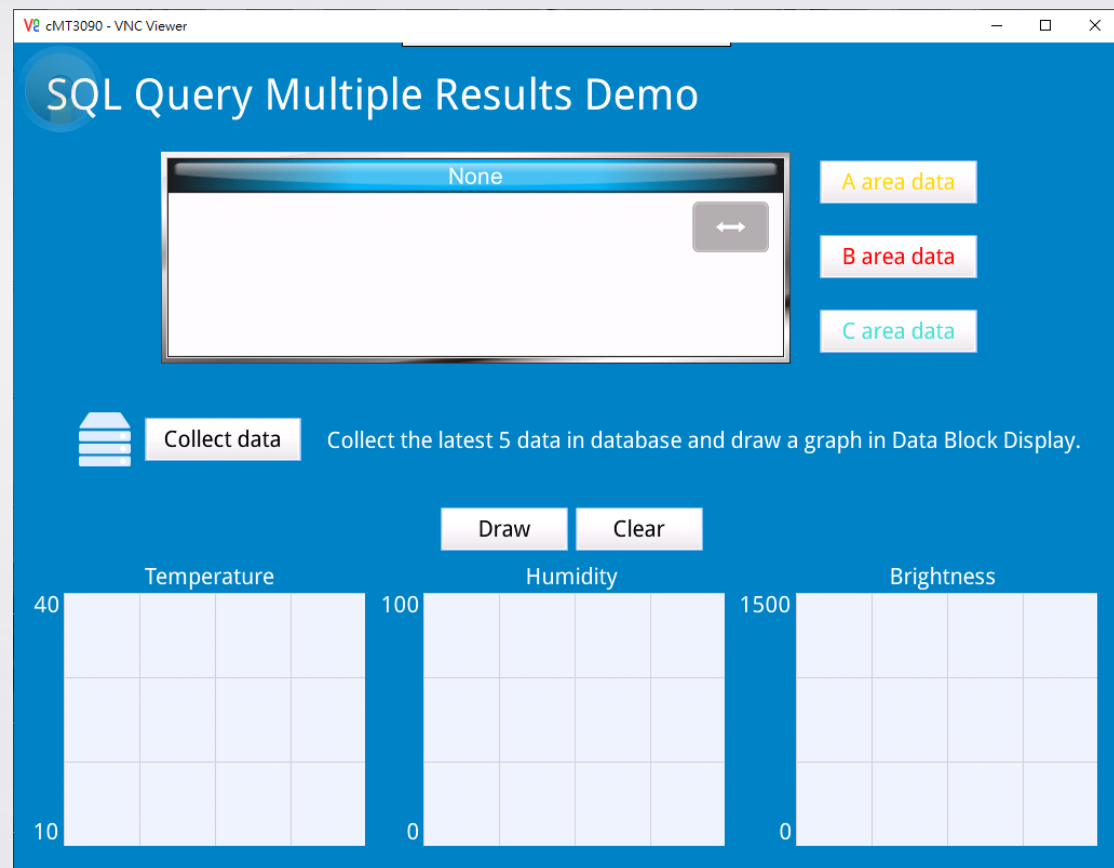 cMT3090 - VNC Viewer
SQL Query Multiple Results Demo
None
A area data
B area data
C area data
Collect data
Collect the latest 5 data in database and draw a graph in Data Block Display.
Draw
Clear
Temperature
Humidity
Brightness
40
100
1500
10
0
0